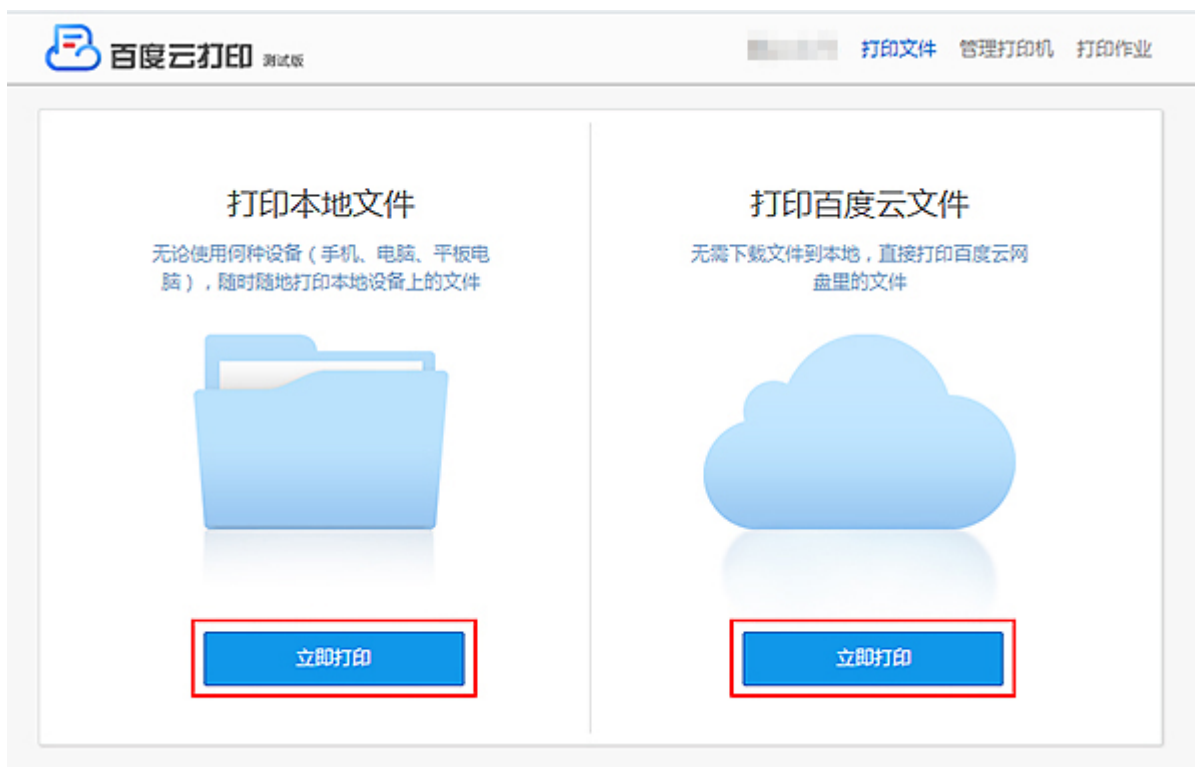 百度云打印 测试版
打印文件 管理打印机 打印作业
打印本地文件
无论使用何种设备（手机、电脑、平板电
脑），随时随地打印本地设备上的文件
立即打印
打印百度云文件
无需下载文件到本地，直接打印百度云网
盘里的文件
立即打印